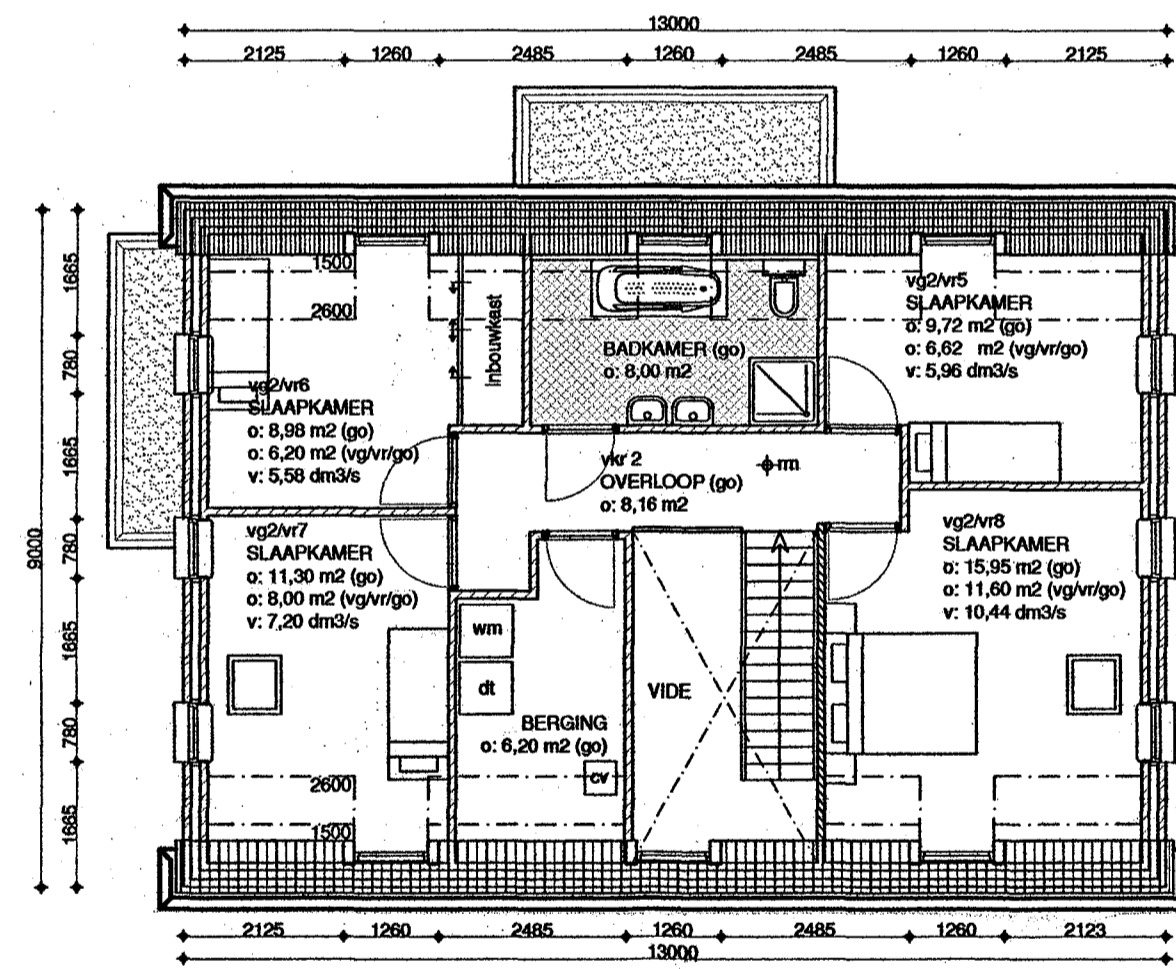 13000
2125 1260 2485 1260 2485 1260 2125
1500
2600
Inbouwkast
BADKAMER (go)
o: 8,00 m2
vg2/vr5
SLAAPKAMER
o: 9,72 m2 (go)
o: 6,62 m2 (vg/vr/go)
v: 5,96 dm3/s
vg2/vr6
SLAAPKAMER
o: 8,98 m2 (go)
o: 6,20 m2 (vg/vr/go)
v: 5,58 dm3/s
vkr 2
OVERLOOP (go)
o: 8,16 m2
rm
vg2/vr7
SLAAPKAMER
o: 11,30 m2 (go)
o: 8,00 m2 (vg/vr/go)
v: 7,20 dm3/s
vg2/vr8
SLAAPKAMER
o: 15,95 m2 (go)
o: 11,60 m2 (vg/vr/go)
v: 10,44 dm3/s
wm
dt
VIDE
BERGING
o: 6,20 m2 (go)
cv
2600
1500
9000
1665
780
1665
780
1665
780
1665
2125 1260 2485 1260 2485 1260 2123
13000